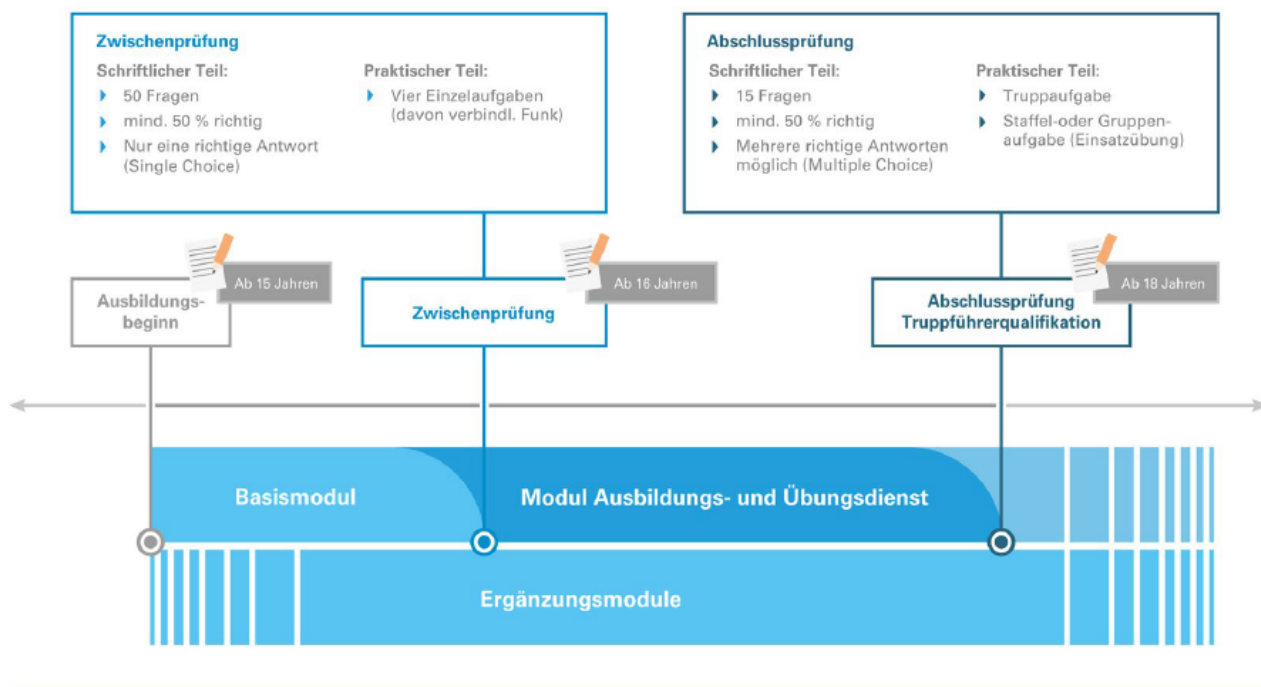 Zwischenprüfung
Schriftlicher Teil:
50 Fragen
mind. 50 % richtig
Nur eine richtige Antwort
(Single Choice)
Praktischer Teil:
Vier Einzelaufgaben
(davon verbindl. Funk)
Abschlussprüfung
Schriftlicher Teil:
15 Fragen
mind. 50 % richtig
Mehrere richtige Antworten
möglich (Multiple Choice)
Praktischer Teil:
Truppaufgabe
Staffel-oder Gruppen-
aufgabe (Einsatzübung)
Ausbildungs-
beginn
Ab 15 Jahren
Zwischenprüfung
Ab 16 Jahren
Abschlussprüfung
Truppführerqualifikation
Ab 18 Jahren
Basismodul
Modul Ausbildungs- und Übungsdienst
Ergänzungsmodule